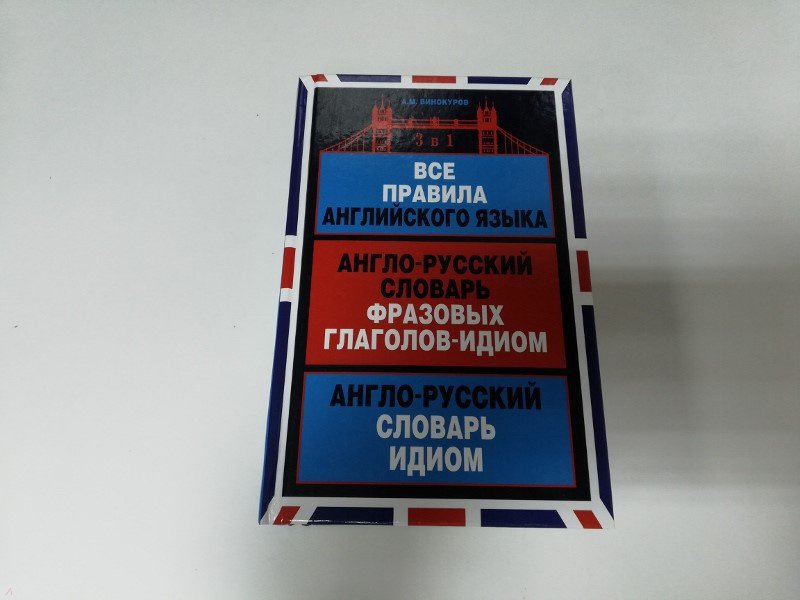 А.М. ВИНОКУРОВ
3 в 1
ВСЕ
ПРАВИЛА
АНГЛИЙСКОГО ЯЗЫКА
АНГЛО-РУССКИЙ
СЛОВАРЬ
ФРАЗОВЫХ
ГЛАГОЛОВ-ИДИОМ
АНГЛО-РУССКИЙ
СЛОВАРЬ
ИДИОМ